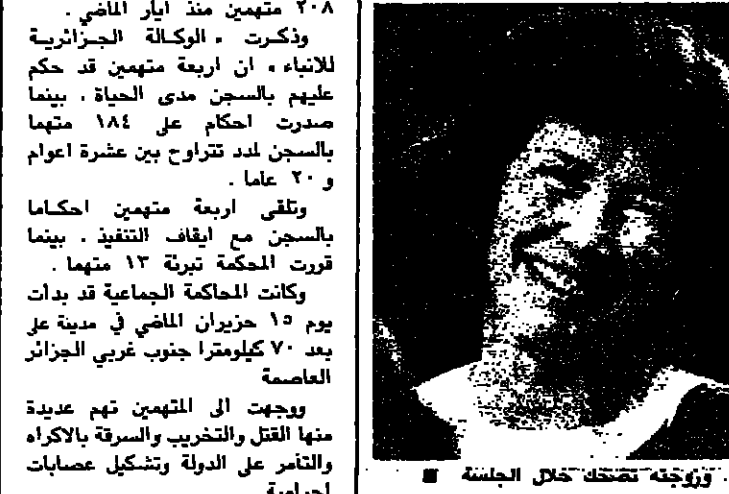 ٢٠٨ متهمين منذ ايار الماضي .
وذكرت « الوكالة الجزائرية
للانباء » ان اربعة متهمين قد حكم
عليهم بالسجن مدى الحياة ، بينما
صدرت احكام على ١٨٤ متهما
بالسجن لمدد تتراوح بين عشرة اعوام
و ٢٠ عاما .
وتلقى اربعة متهمين احكاما
بالسجن مع ايقاف التنفيذ ، بينما
قررت المحكمة تبرئة ١٣ متهما .
وكانت المحاكمة الجماعية قد بدأت
يوم ١٥ حزيران الماضي في مدينة على
بعد ٧٠ كيلومترا جنوب غربي الجزائر
العاصمة
ووجهت الى المتهمين تهم عديدة
منها القتل والتخريب والسرقة بالاكراه
والتأمر على الدولة وتشكيل عصابات
اجرامية
. وزوجته تضحك خلال الجلسة